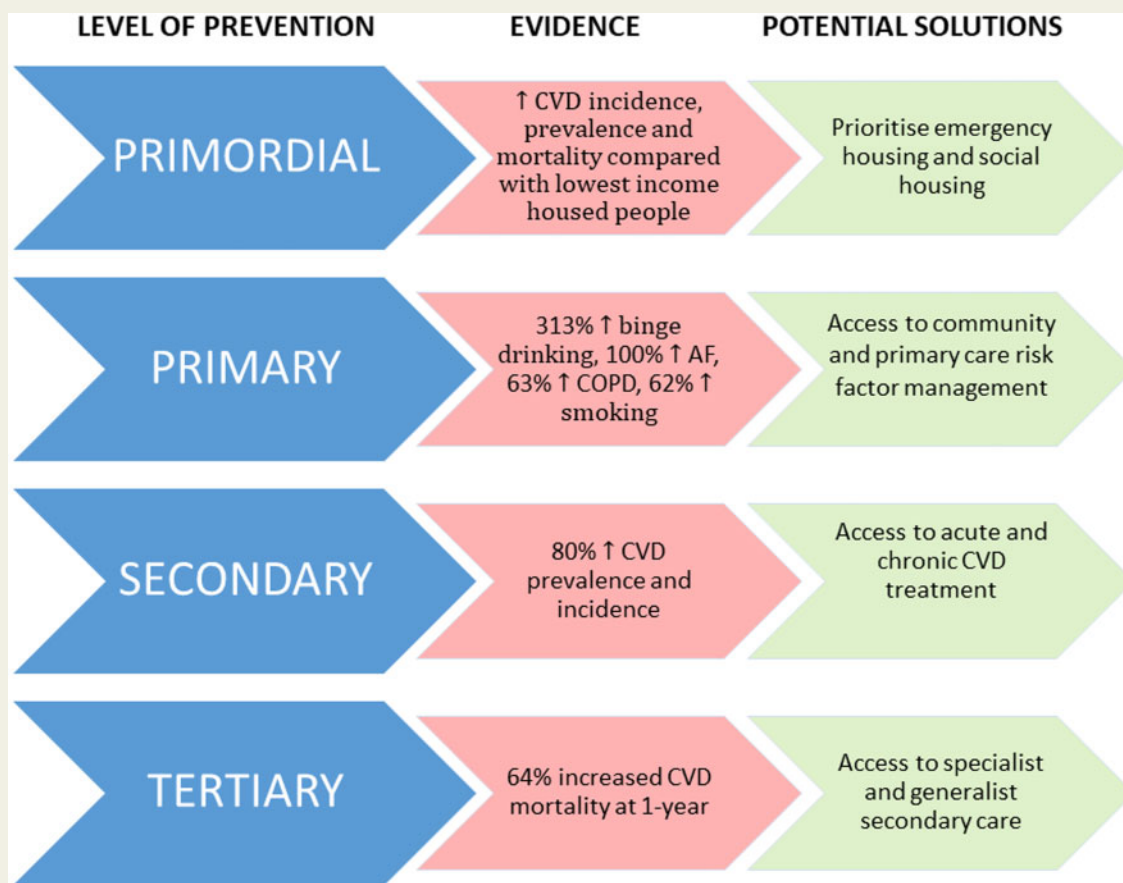 LEVEL OF PREVENTION
EVIDENCE
POTENTIAL SOLUTIONS
PRIMORDIAL
↑ CVD incidence,
prevalence and
mortality compared
with lowest income
housed people
Prioritise emergency
housing and social
housing
PRIMARY
313% ↑ binge
drinking, 100% ↑ AF,
63% ↑ COPD, 62% ↑
smoking
Access to community
and primary care risk
factor management
SECONDARY
80% ↑ CVD
prevalence and
incidence
Access to acute and
chronic CVD
treatment
TERTIARY
64% increased CVD
mortality at 1-year
Access to specialist
and generalist
secondary care